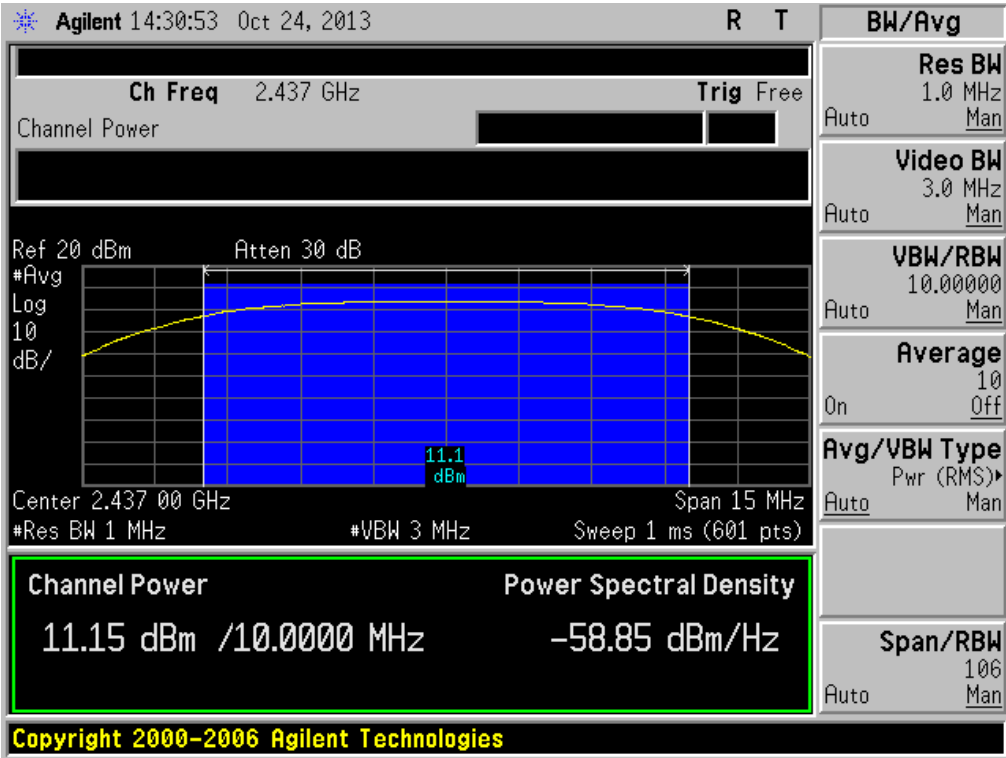 Agilent 14:30:53 Oct 24, 2013 R T
Ch Freq 2.437 GHz Trig Free
Channel Power
Ref 20 dBm Atten 30 dB
#Avg
Log
10
dB/
11.1
dBm
Center 2.437 00 GHz Span 15 MHz
#Res BW 1 MHz #VBW 3 MHz Sweep 1 ms (601 pts)
Channel Power Power Spectral Density
11.15 dBm /10.0000 MHz -58.85 dBm/Hz
Copyright 2000-2006 Agilent Technologies
BW/Avg
Res BW
1.0 MHz
Auto Man
Video BW
3.0 MHz
Auto Man
VBW/RBW
10.00000
Auto Man
Average
10
On Off
Avg/VBW Type
Pwr (RMS)▸
Auto Man
Span/RBW
106
Auto Man